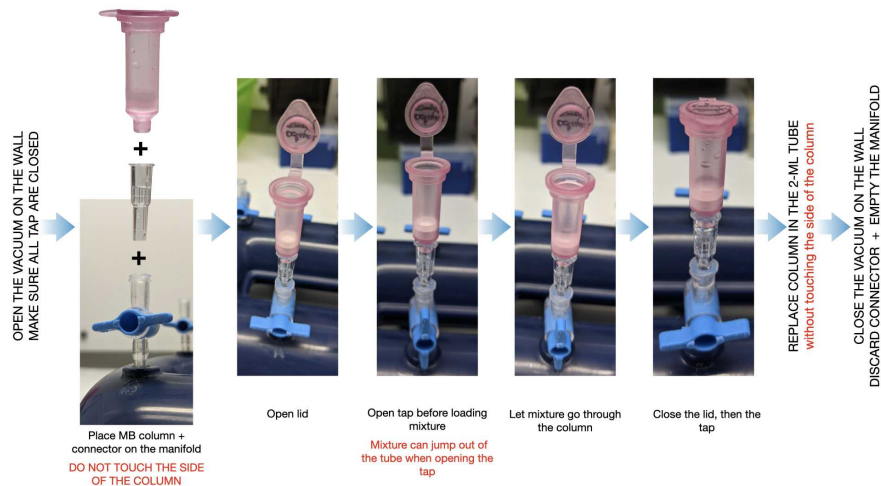 OPEN THE VACUUM ON THE WALL
MAKE SURE ALL TAP ARE CLOSED
+
+
Place MB column +
connector on the manifold
DO NOT TOUCH THE SIDE
OF THE COLUMN
Open lid
Open tap before loading
mixture
Mixture can jump out of
the tube when opening the
tap
Let mixture go through
the column
Close the lid, then the
tap
REPLACE COLUMN IN THE 2-ML TUBE
without touching the side of the column
CLOSE THE VACUUM ON THE WALL
DISCARD CONNECTOR + EMPTY THE MANIFOLD